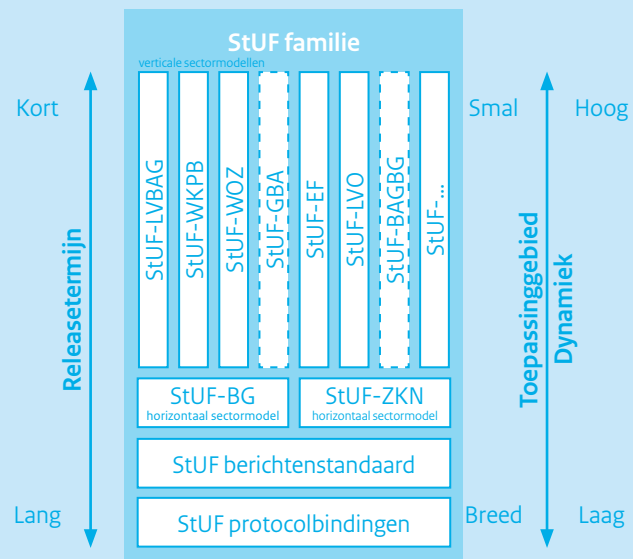 StUF familie
verticale sectormodellen
Kort
Smal
Hoog
StUF-LVBAG
StUF-WKPB
StUF-WOZ
StUF-GBA
StUF-EF
StUF-LVO
StUF-BAGBG
StUF-...
Releasetermijn
Toepassinggebied
Dynamiek
StUF-BG
horizontaal sectormodel
StUF-ZKN
horizontaal sectormodel
StUF berichtenstandaard
Lang
StUF protocolbindingen
Breed
Laag